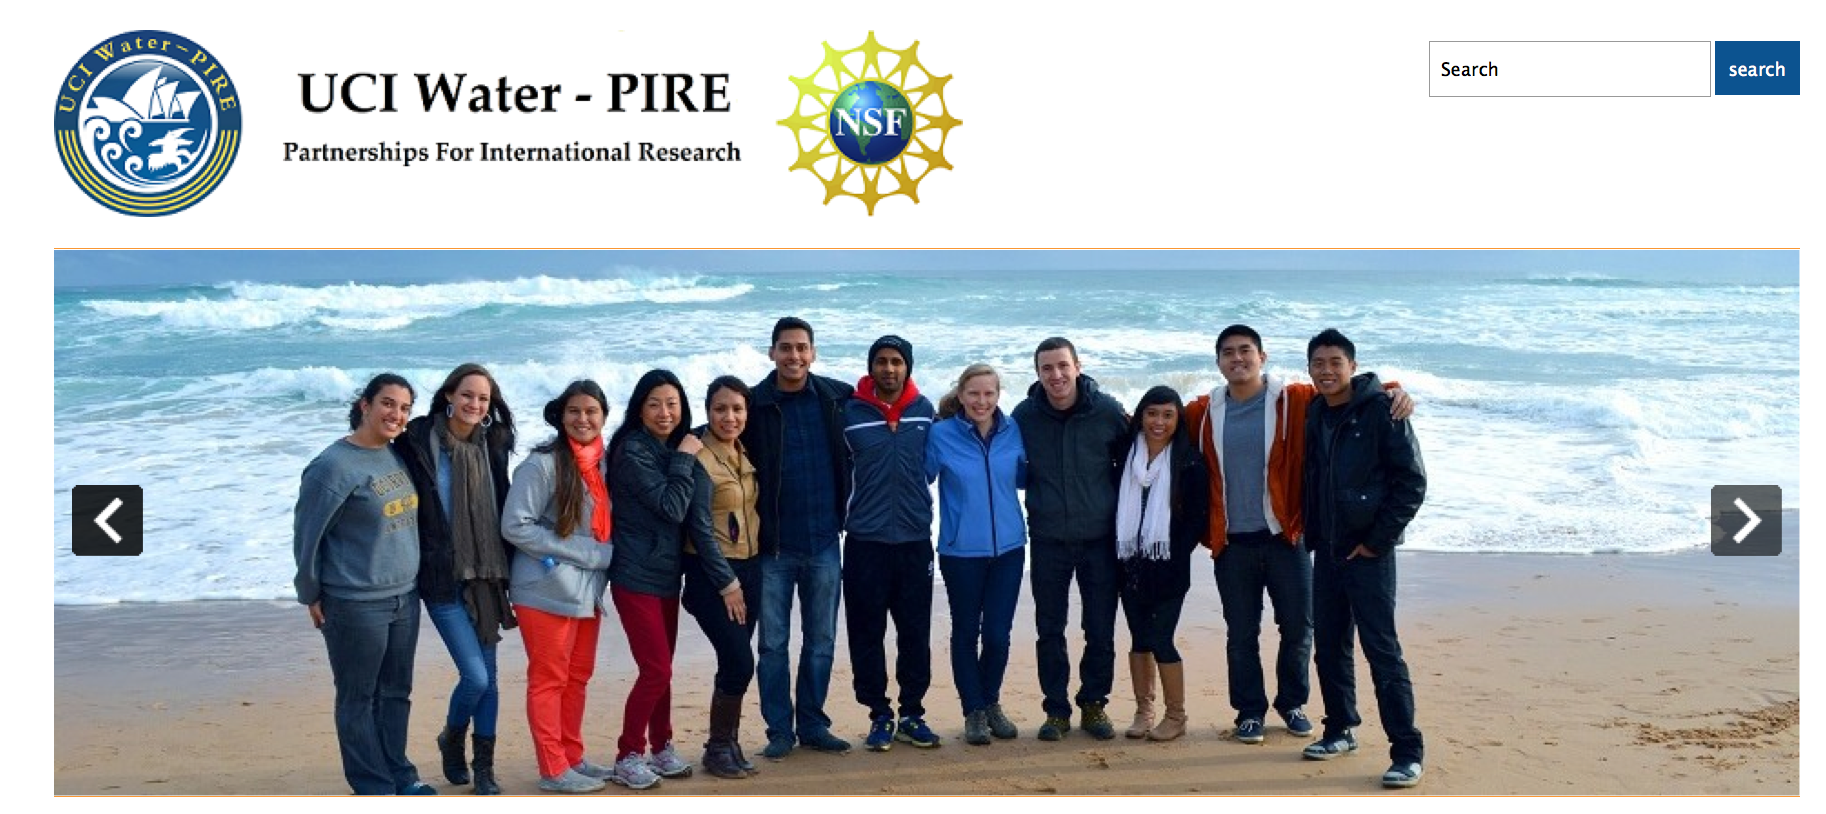 UCI Water-PIRE
UCI Water - PIRE
Partnerships For International Research
NSF
Search
search